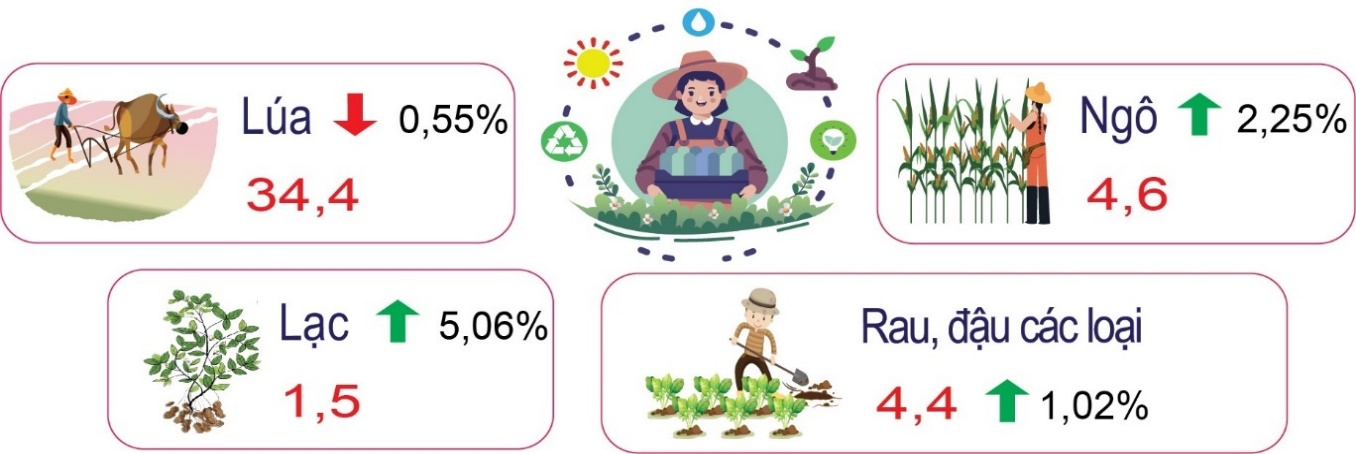 Lúa 0,55%
34,4
Ngô 2,25%
4,6
Lạc 5,06%
1,5
Rau, đậu các loại
4,4 1,02%